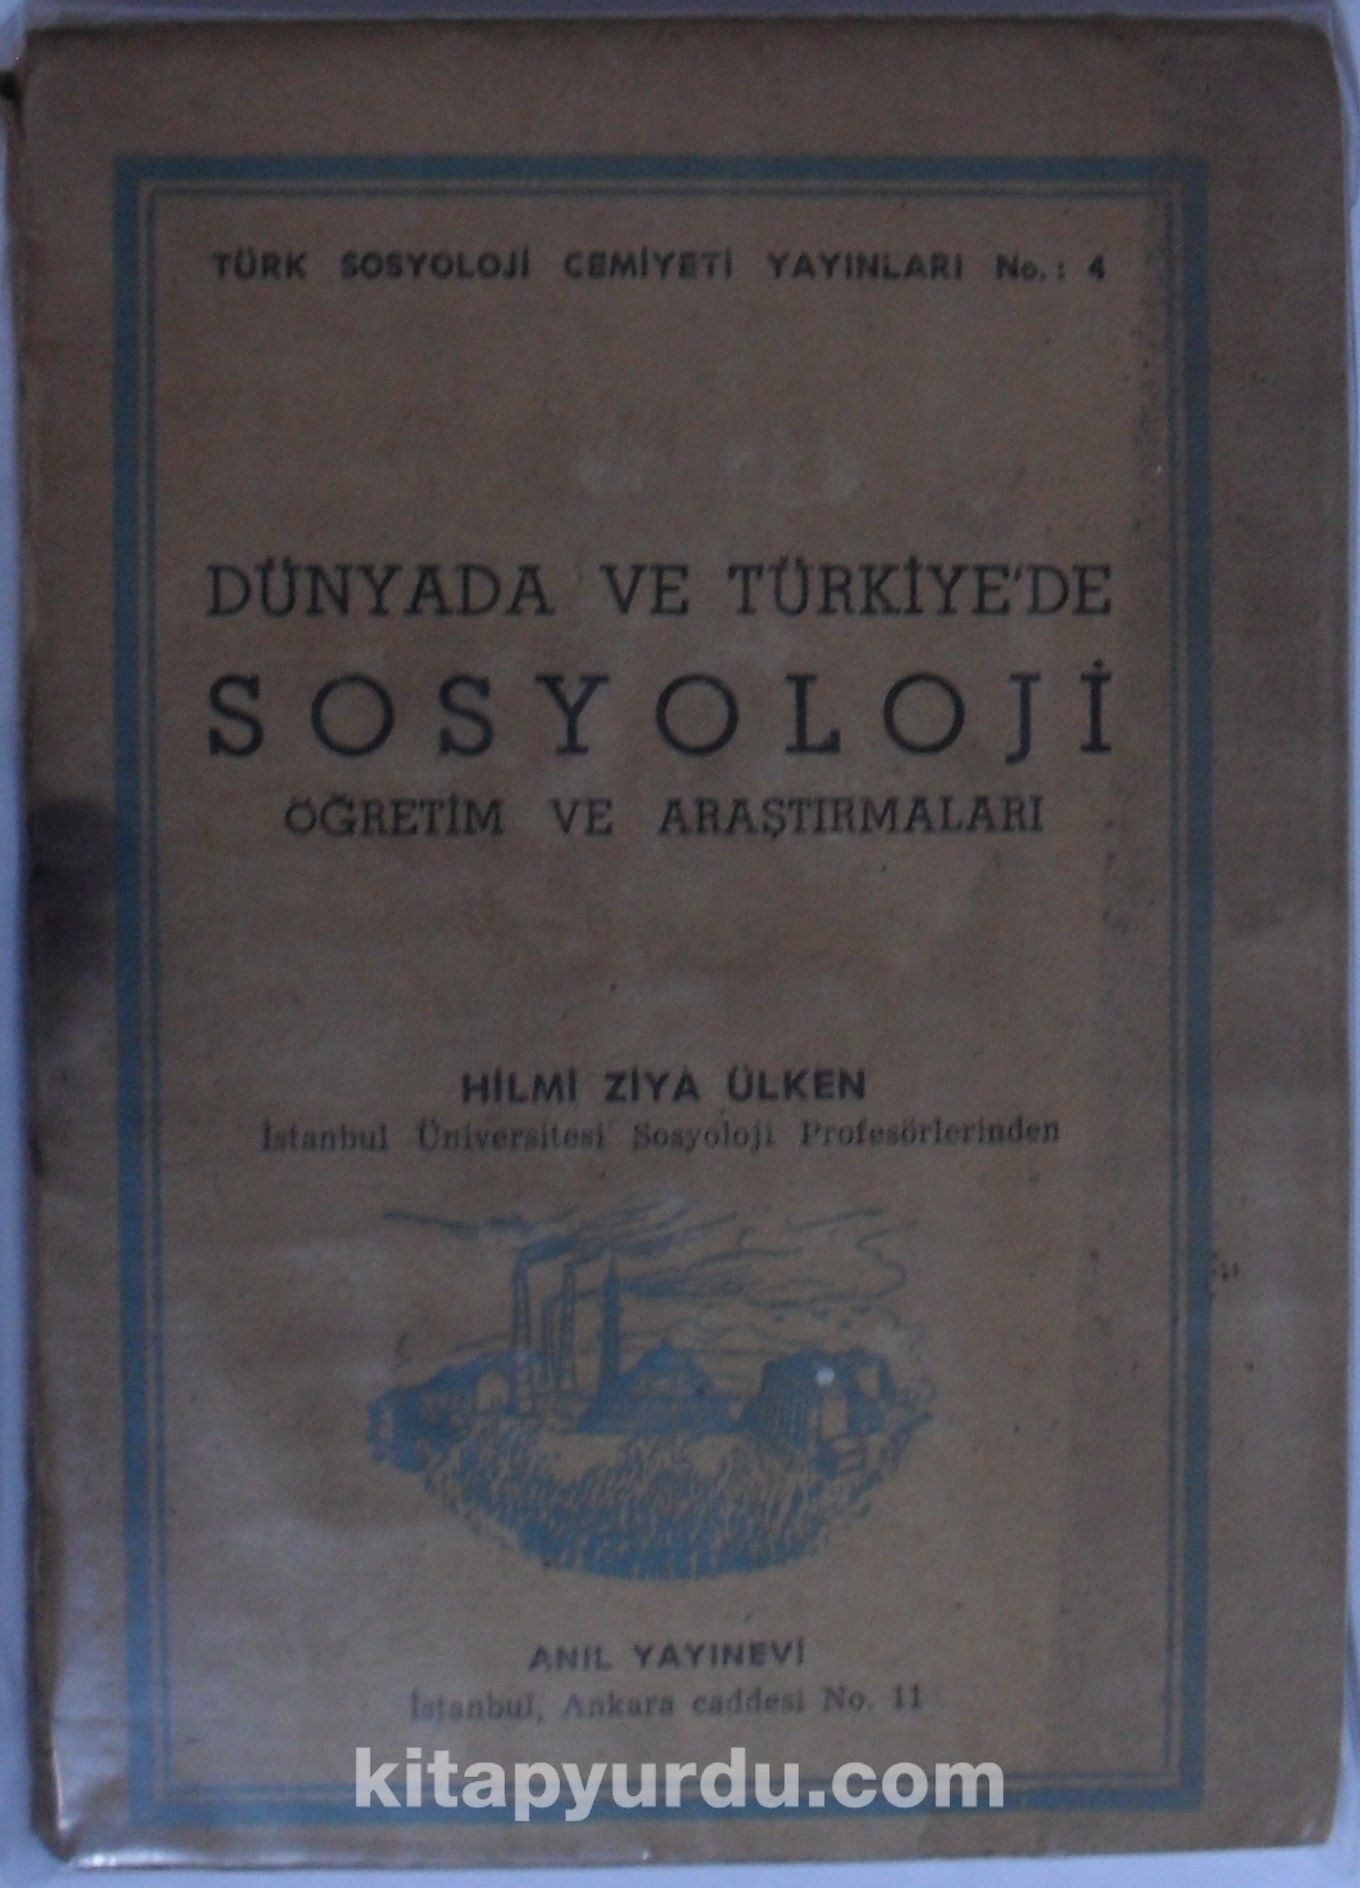 TÜRK SOSYOLOJİ CEMİYETİ YAYINLARI No. : 4
DÜNYADA VE TÜRKİYE'DE
SOSYOLOJİ
ÖĞRETİM VE ARAŞTIRMALARI
HİLMİ ZİYA ÜLKEN
İstanbul Üniversitesi Sosyoloji Profesörlerinden
ANIL YAYINEVİ
İstanbul, Ankara caddesi No. 11
kitapyurdu.com